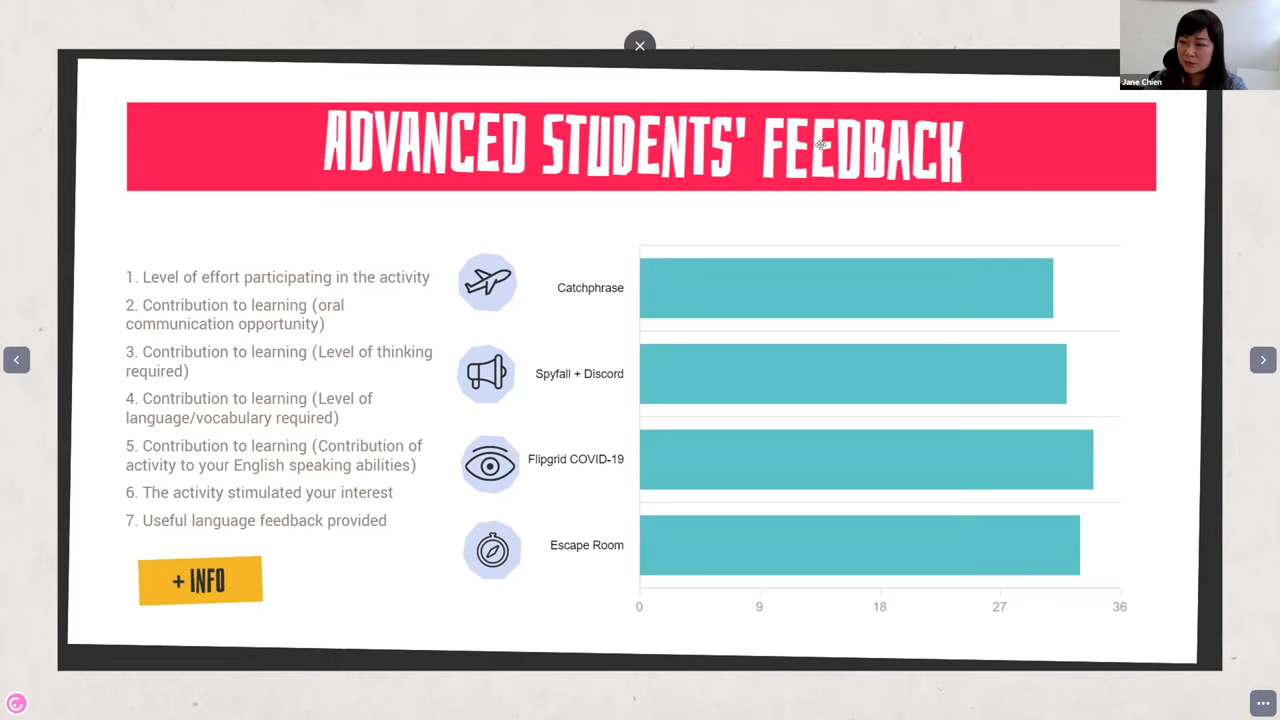 Jane Chien
ADVANCED STUDENTS' FEEDBACK
1. Level of effort participating in the activity
2. Contribution to learning (oral
communication opportunity)
3. Contribution to learning (Level of thinking
required)
4. Contribution to learning (Level of
language/vocabulary required)
5. Contribution to learning (Contribution of
activity to your English speaking abilities)
6. The activity stimulated your interest
7. Useful language feedback provided
+ INFO
Catchphrase
Spyfall + Discord
Flipgrid COVID-19
Escape Room
0 9 18 27 36